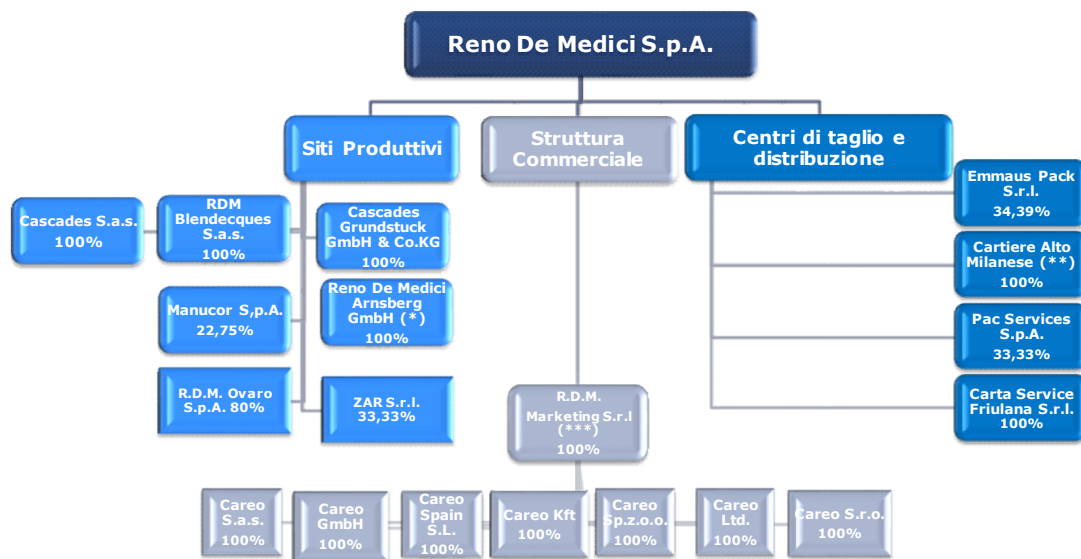 Reno De Medici S.p.A.
Siti Produttivi
Struttura
Commerciale
Centri di taglio e
distribuzione
Cascades S.a.s.
100%
RDM
Blendecques
S.a.s.
100%
Cascades
Grundstuck
GmbH & Co.KG
100%
Manucor S,p.A.
22,75%
Reno De Medici
Arnsberg
GmbH (*)
100%
R.D.M. Ovaro
S.p.A. 80%
ZAR S.r.l.
33,33%
R.D.M.
Marketing S.r.l
(***)
100%
Emmaus Pack
S.r.l.
34,39%
Cartiere Alto
Milanese (**)
100%
Pac Services
S.p.A.
33,33%
Carta Service
Friulana S.r.l.
100%
Careo
S.a.s.
100%
Careo
GmbH
100%
Careo
Spain
S.L.
100%
Careo Kft
100%
Careo
Sp.z.o.o.
100%
Careo
Ltd.
100%
Careo S.r.o.
100%